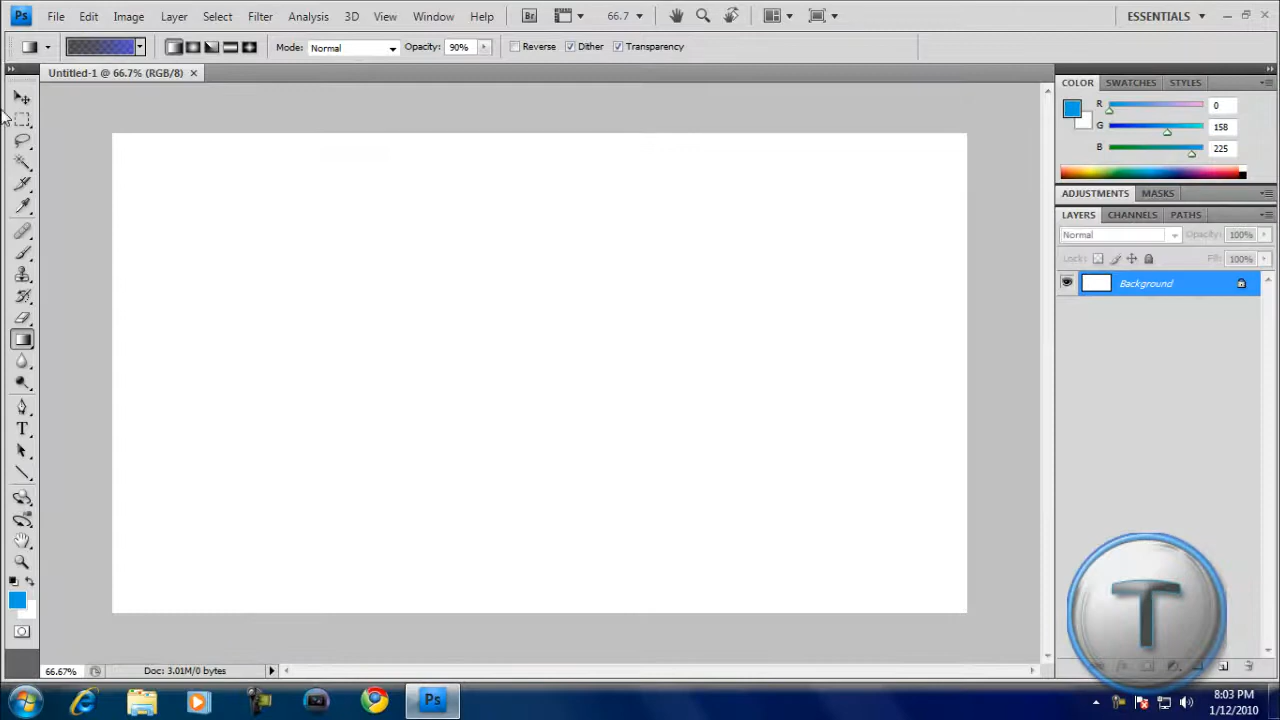 Ps File Edit Image Layer Select Filter Analysis 3D View Window Help Br 66.7 ESSENTIALS
Mode: Normal Opacity: 90% Reverse Dither Transparency
Untitled-1 @ 66.7% (RGB/8)
COLOR SWATCHES STYLES
R 0
G 158
B 225
ADJUSTMENTS MASKS
LAYERS CHANNELS PATHS
Normal Opacity: 100%
Lock: Fill: 100%
Background
T
T
66.67% Doc: 3.01M/0 bytes
Ps
8:03 PM
1/12/2010